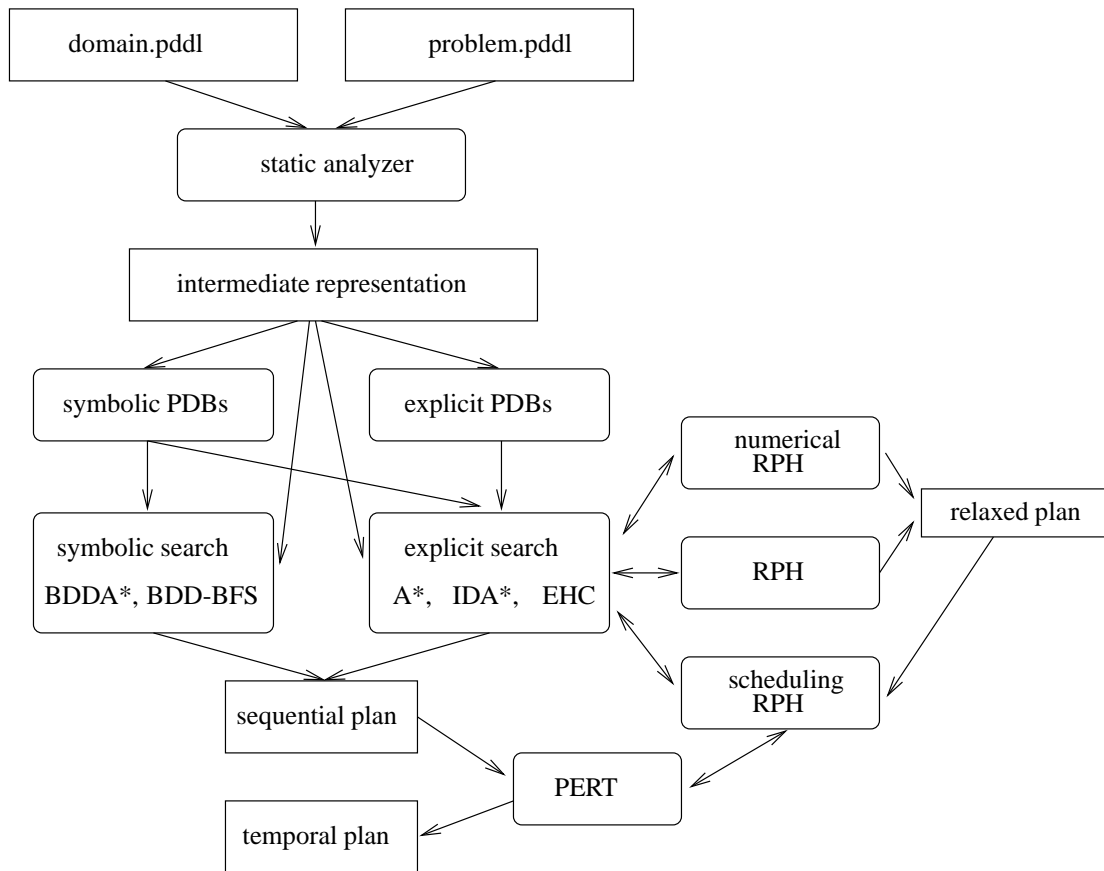 domain.pddl
problem.pddl
static analyzer
intermediate representation
symbolic PDBs
explicit PDBs
numerical
RPH
relaxed plan
symbolic search
BDDA*, BDD-BFS
explicit search
A*, IDA*, EHC
RPH
scheduling
RPH
sequential plan
PERT
temporal plan